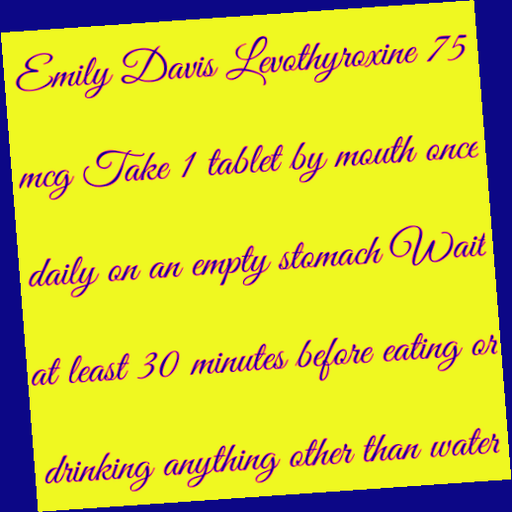 Emily Davis Levothyroxine 75
mcg Take 1 tablet by mouth once
daily on an empty stomach Wait
at least 30 minutes before eating or
drinking anything other than water